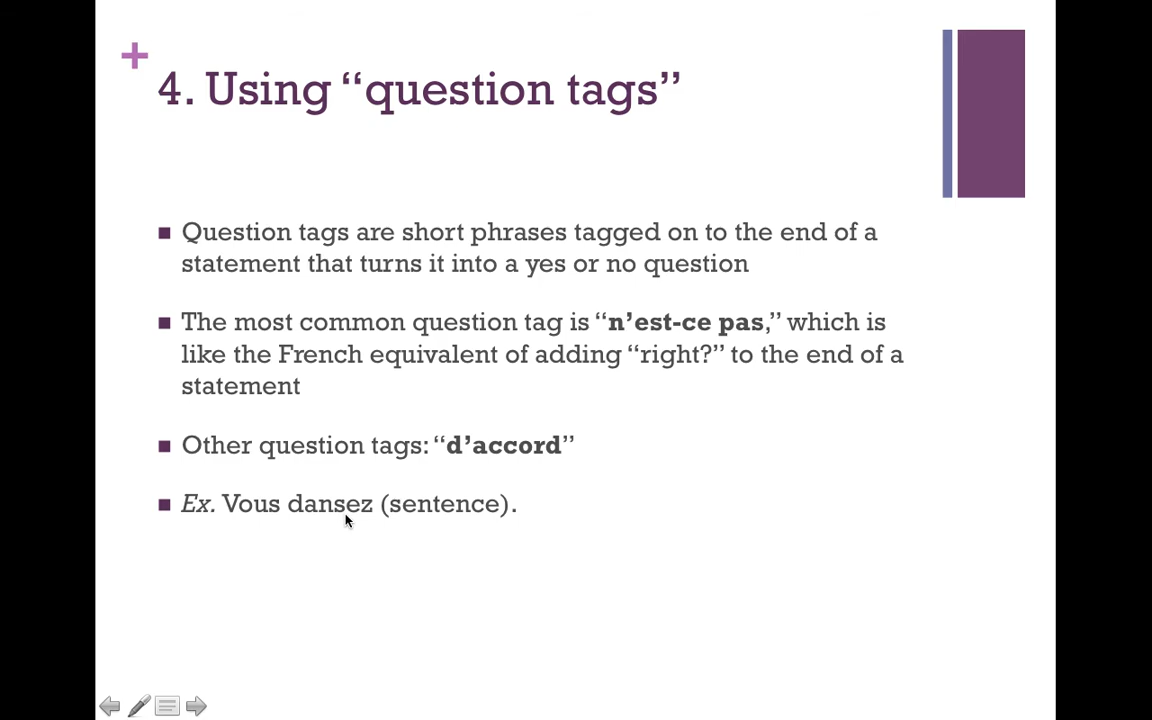 +
4. Using “question tags”
■ Question tags are short phrases tagged on to the end of a
statement that turns it into a yes or no question
■ The most common question tag is “n’est-ce pas,” which is
like the French equivalent of adding “right?” to the end of a
statement
■ Other question tags: “d’accord”
■ Ex. Vous dansez (sentence).